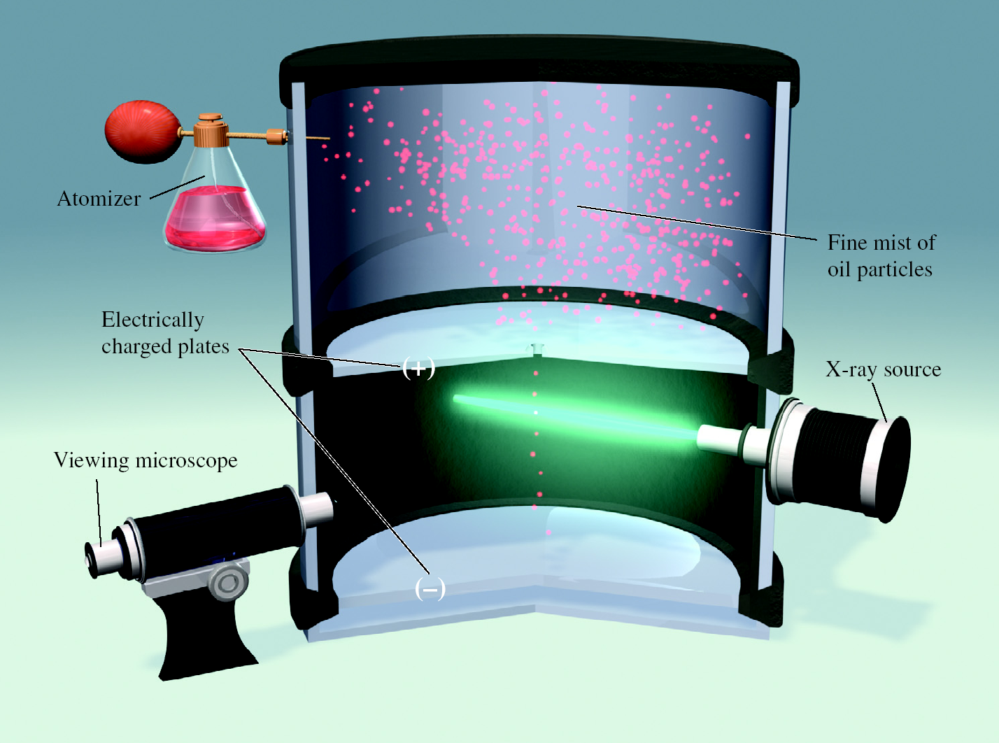 Atomizer
Fine mist of
oil particles
Electrically
charged plates
(+)
X-ray source
Viewing microscope
(–)